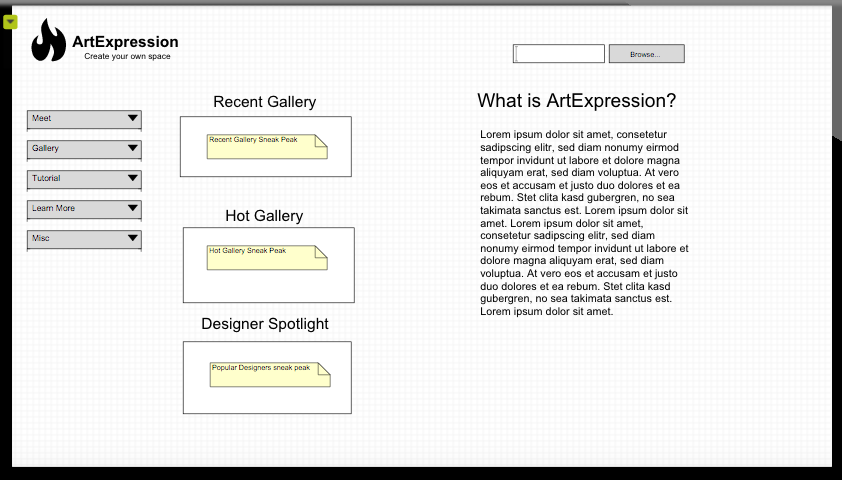 ArtExpression
Create your own space
Browse...
Meet
Gallery
Tutorial
Learn More
Misc
Recent Gallery
Recent Gallery Sneak Peak
Hot Gallery
Hot Gallery Sneak Peak
Designer Spotlight
Popular Designers sneak peak
What is ArtExpression?
Lorem ipsum dolor sit amet, consetetur
sadipscing elitr, sed diam nonumy eirmod
tempor invidunt ut labore et dolore magna
aliquyam erat, sed diam voluptua. At vero
eos et accusam et justo duo dolores et ea
rebum. Stet clita kasd gubergren, no sea
takimata sanctus est. Lorem ipsum dolor sit
amet. Lorem ipsum dolor sit amet,
consetetur sadipscing elitr, sed diam
nonumy eirmod tempor invidunt ut labore et
dolore magna aliquyam erat, sed diam
voluptua. At vero eos et accusam et justo
duo dolores et ea rebum. Stet clita kasd
gubergren, no sea takimata sanctus est.
Lorem ipsum dolor sit amet.